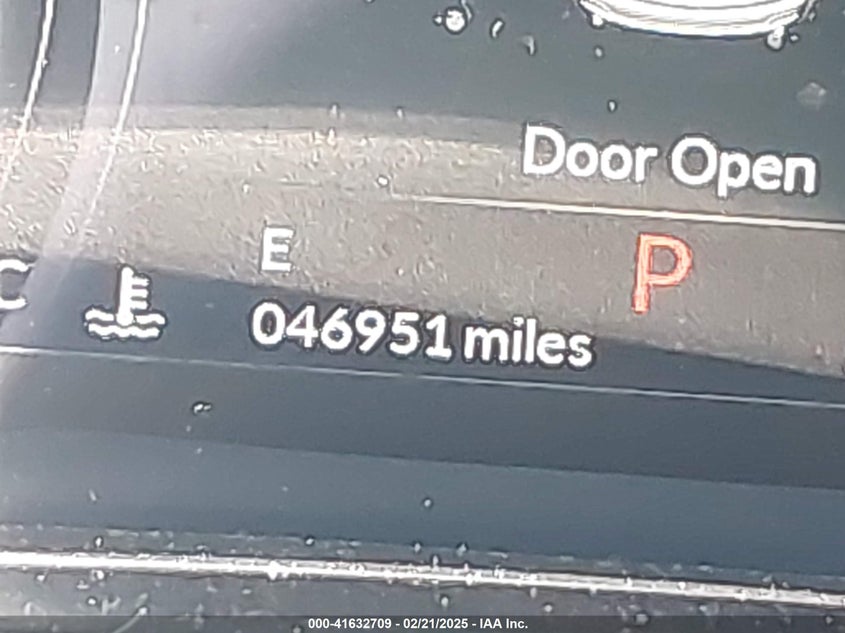 Door Open
E
P
C
046951 miles
000-41632709 - 02/21/2025 - IAA Inc.